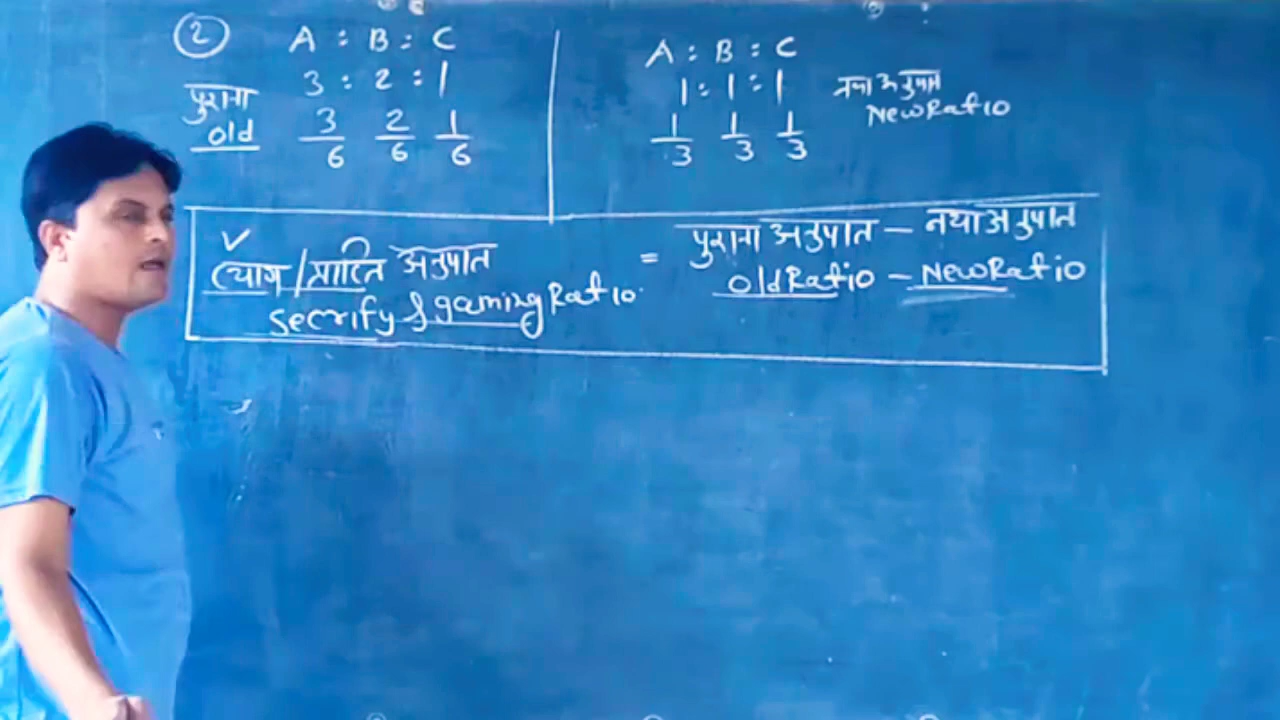 2 A : B : C
पुराना 3 : 2 : 1
old 3/6 2/6 1/6
A : B : C
1 : 1 : 1 नया अनुपात
1/3 1/3 1/3 NewRatio
✓
त्याग/प्राप्ति अनुपात = पुराना अनुपात – नया अनुपात
Secrify & gaming Ratio. OldRatio – NewRatio